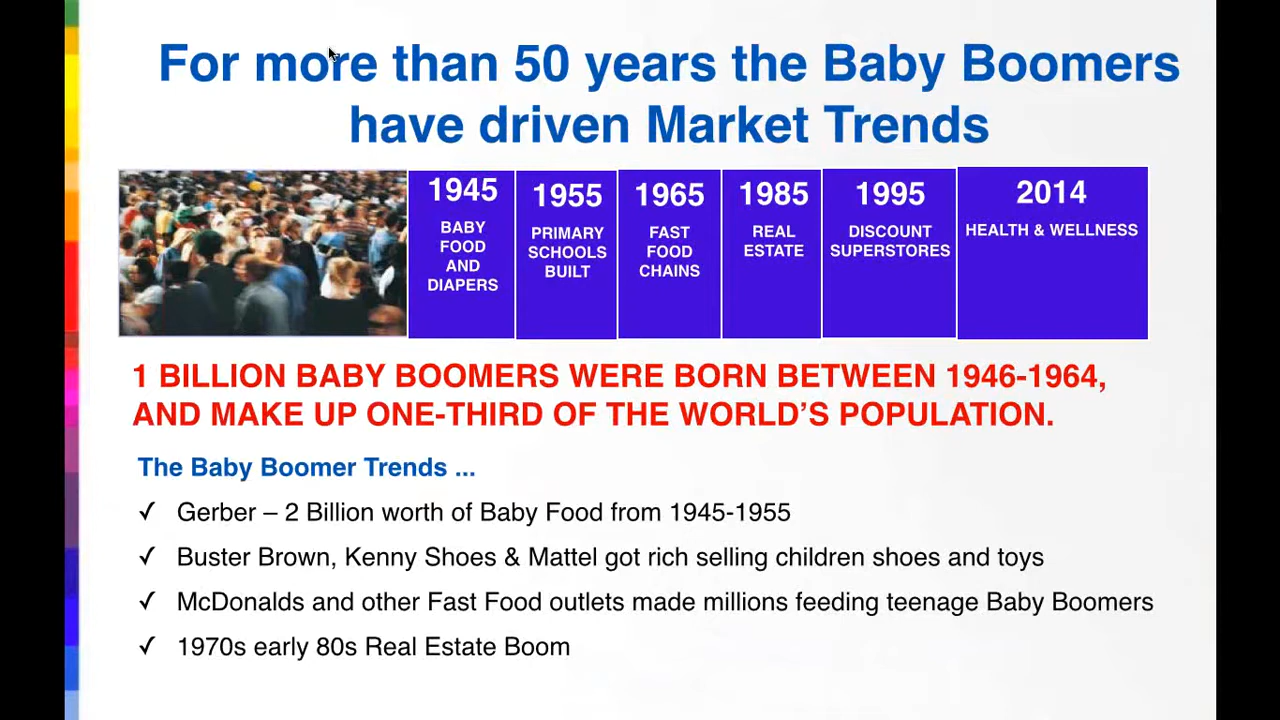 For more than 50 years the Baby Boomers
have driven Market Trends
1945
BABY
FOOD
AND
DIAPERS
1955
PRIMARY
SCHOOLS
BUILT
1965
FAST
FOOD
CHAINS
1985
REAL
ESTATE
1995
DISCOUNT
SUPERSTORES
2014
HEALTH & WELLNESS
1 BILLION BABY BOOMERS WERE BORN BETWEEN 1946-1964,
AND MAKE UP ONE-THIRD OF THE WORLD'S POPULATION.
The Baby Boomer Trends ...
✓ Gerber – 2 Billion worth of Baby Food from 1945-1955
✓ Buster Brown, Kenny Shoes & Mattel got rich selling children shoes and toys
✓ McDonalds and other Fast Food outlets made millions feeding teenage Baby Boomers
✓ 1970s early 80s Real Estate Boom